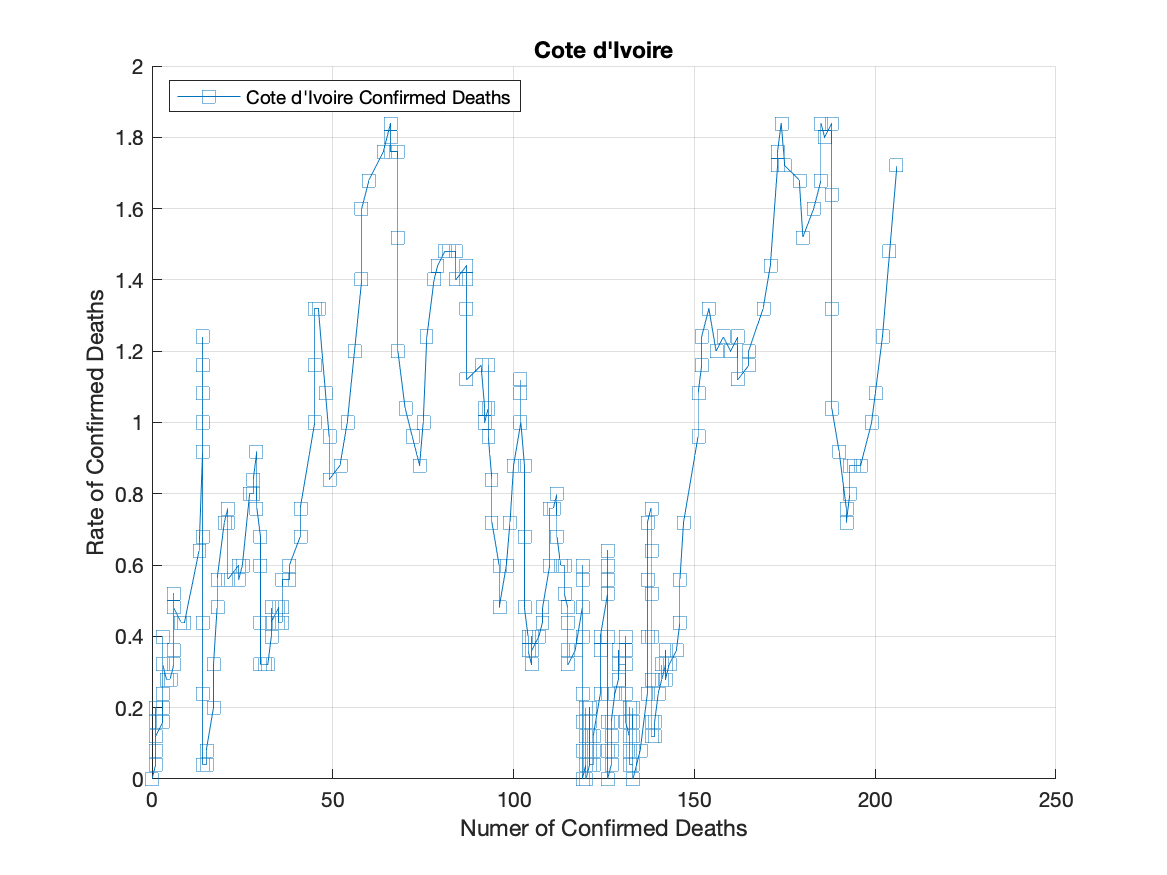 Cote d'Ivoire
Cote d'Ivoire Confirmed Deaths
2
1.8
1.6
1.4
1.2
1
0.8
0.6
0.4
0.2
0
Rate of Confirmed Deaths
0 50 100 150 200 250
Numer of Confirmed Deaths